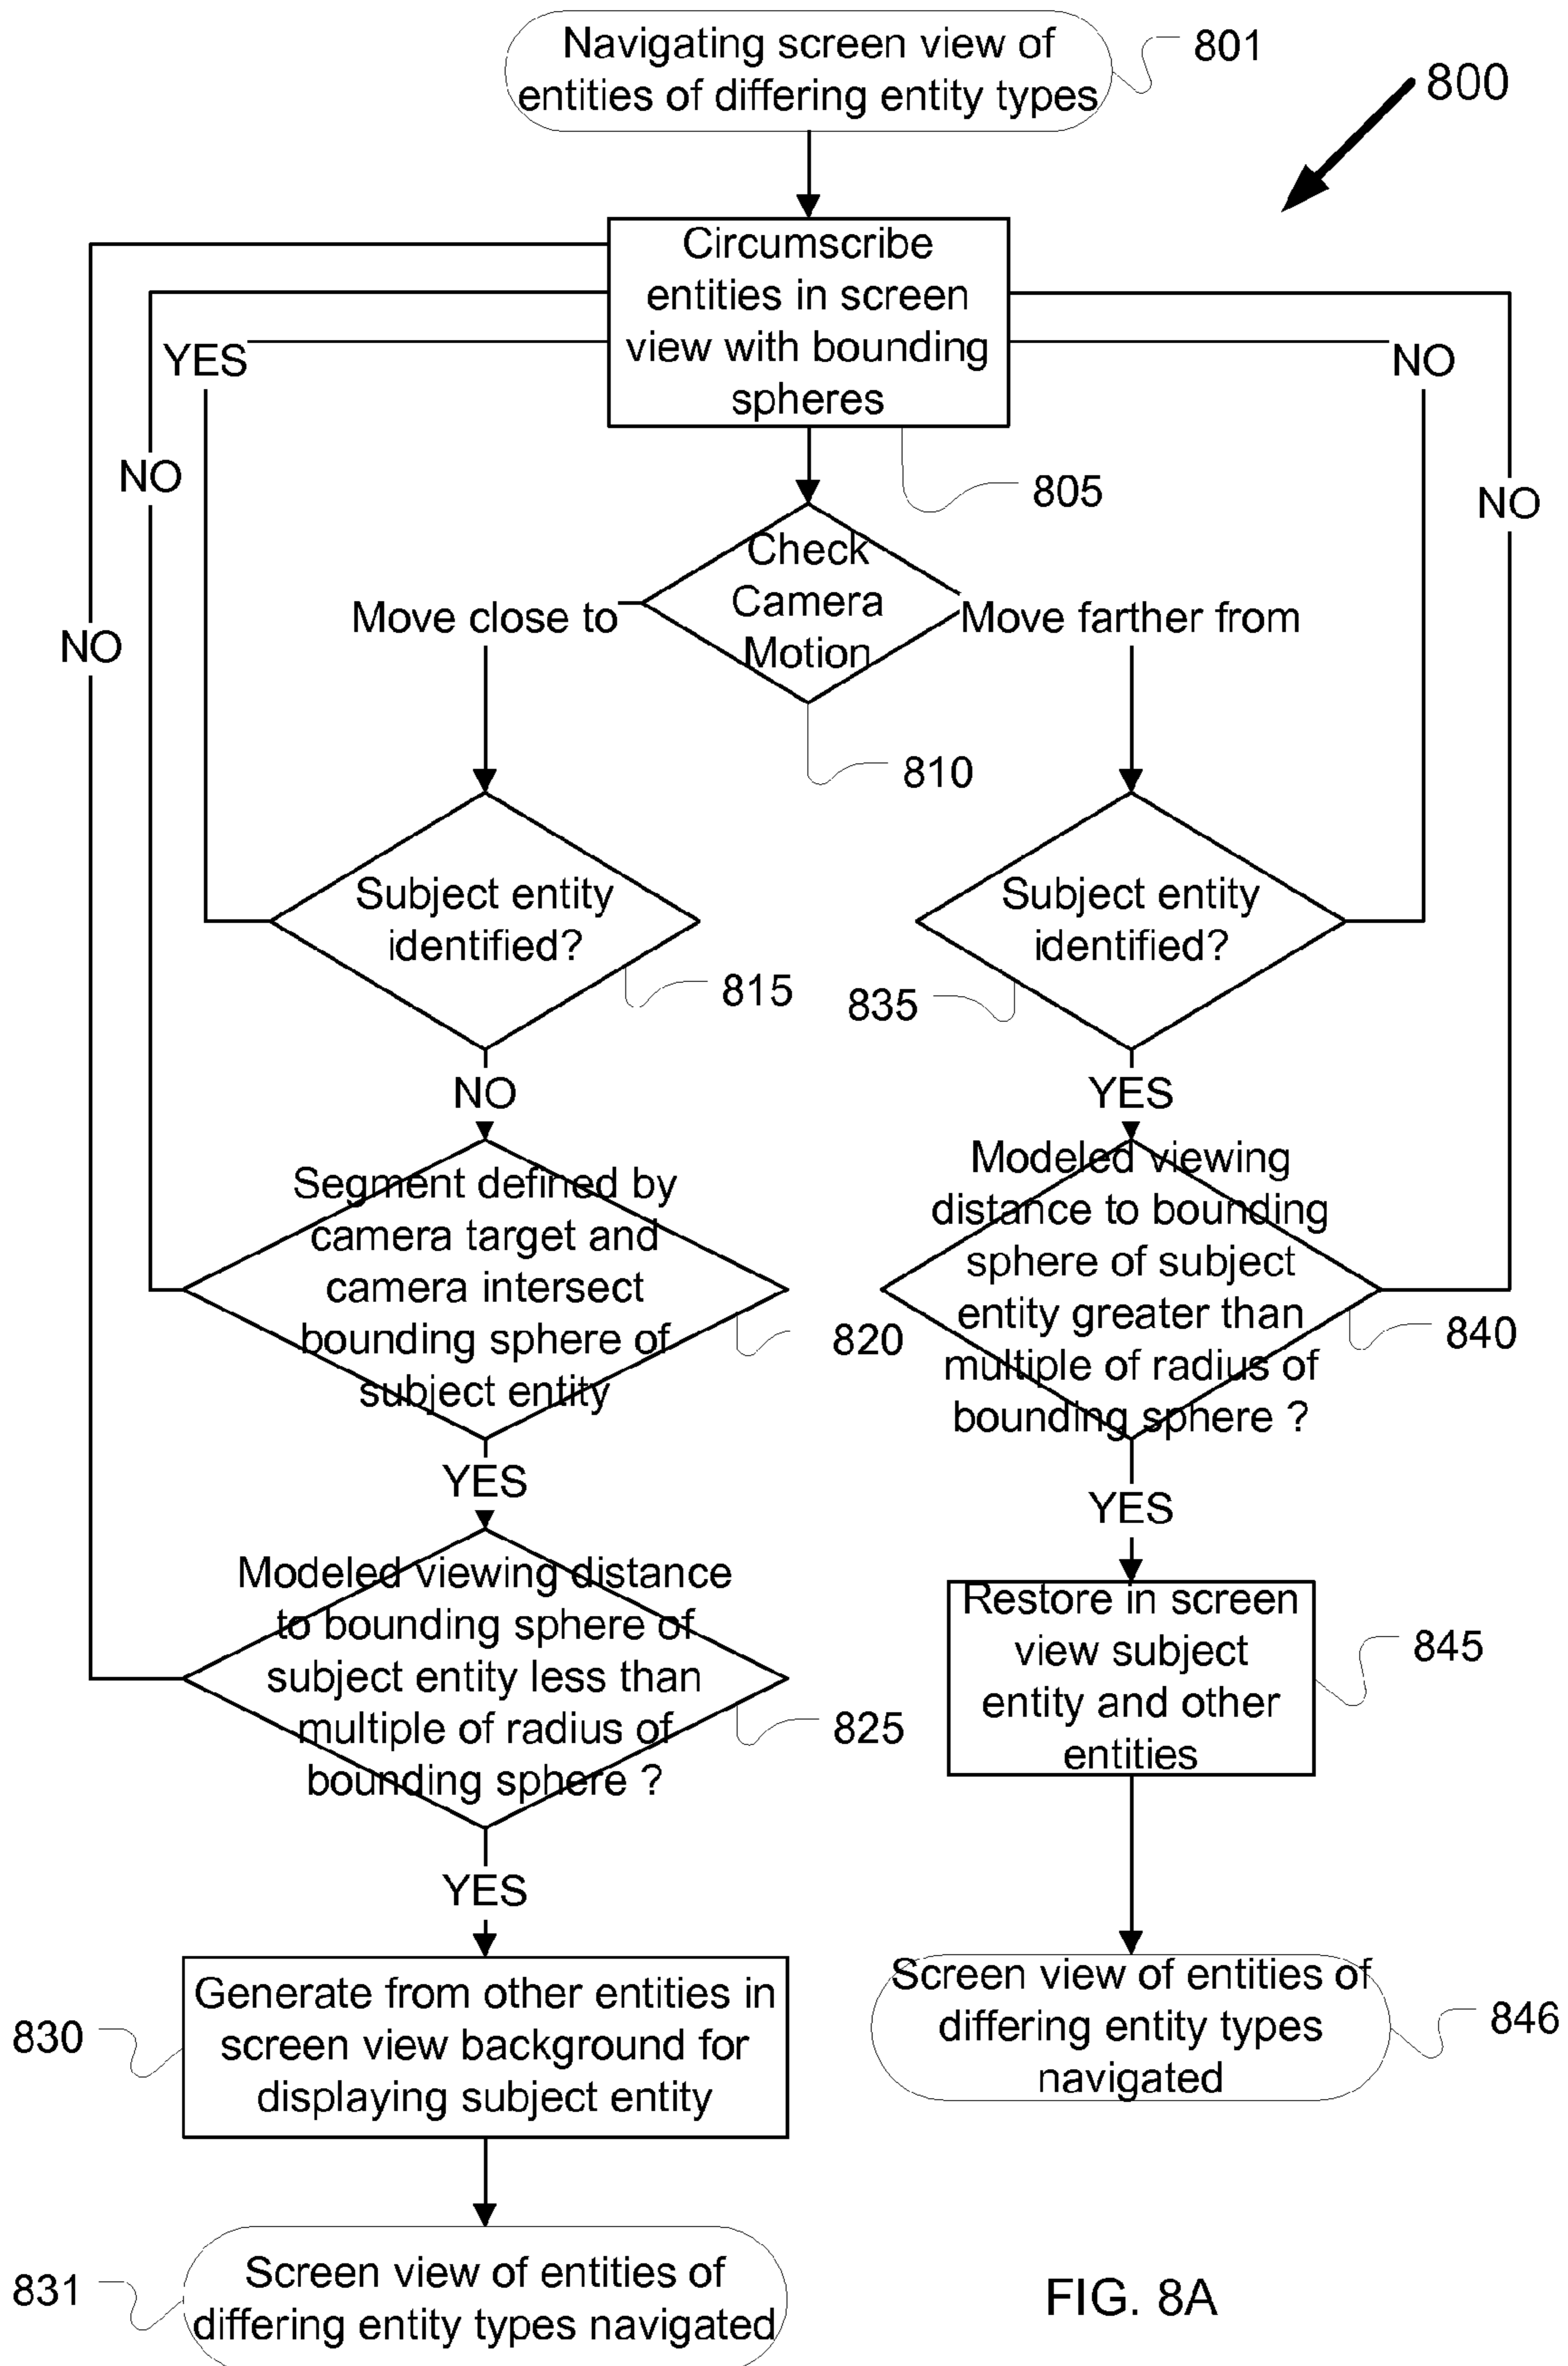 Navigating screen view of
entities of differing entity types
801
800
Circumscribe
entities in screen
view with bounding
spheres
805
YES
NO
NO
NO
NO
Check
Camera
Motion
810
Move close to
Move farther from
Subject entity
identified?
815
Subject entity
identified?
835
NO
YES
Segment defined by
camera target and
camera intersect
bounding sphere of
subject entity
820
Modeled viewing
distance to bounding
sphere of subject
entity greater than
multiple of radius of
bounding sphere ?
840
YES
YES
Modeled viewing distance
to bounding sphere of
subject entity less than
multiple of radius of
bounding sphere ?
825
Restore in screen
view subject
entity and other
entities
845
YES
Generate from other entities in
screen view background for
displaying subject entity
830
Screen view of entities of
differing entity types
navigated
846
Screen view of entities of
differing entity types navigated
831
FIG. 8A